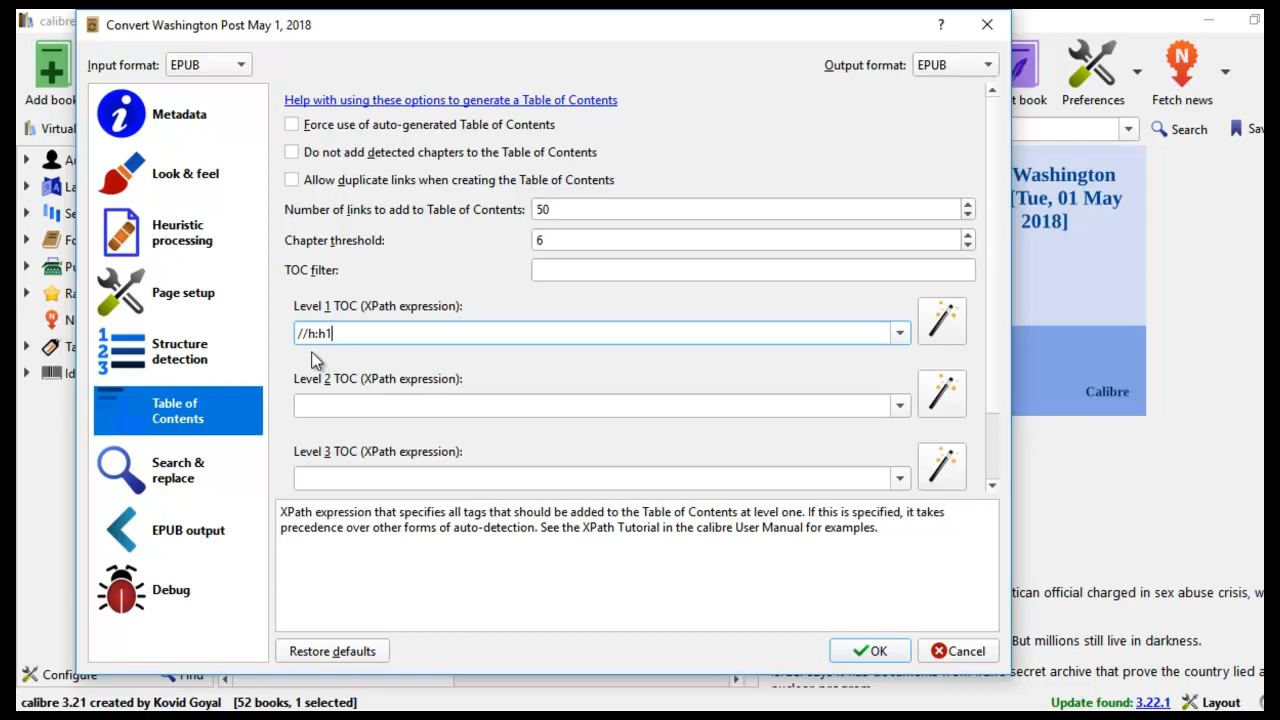 calibre
Convert Washington Post May 1, 2018
?
Input format: EPUB
Output format: EPUB
Add book
t book
Preferences
Fetch news
Virtual
Search
Sav
Metadata
Look & feel
Heuristic
processing
Page setup
1
2
3
Structure
detection
Table of
Contents
Search &
replace
EPUB output
Debug
Help with using these options to generate a Table of Contents
Force use of auto-generated Table of Contents
Do not add detected chapters to the Table of Contents
Allow duplicate links when creating the Table of Contents
Number of links to add to Table of Contents: 50
Chapter threshold: 6
TOC filter:
Level 1 TOC (XPath expression):
//h:h1
Level 2 TOC (XPath expression):
Level 3 TOC (XPath expression):
XPath expression that specifies all tags that should be added to the Table of Contents at level one. If this is specified, it takes
precedence over other forms of auto-detection. See the XPath Tutorial in the calibre User Manual for examples.
Restore defaults
OK
Cancel
Washington
[Tue, 01 May
2018]
Calibre
tican official charged in sex abuse crisis, w
But millions still live in darkness.
secret archive that prove the country lied a
Configure
Find
calibre 3.21 created by Kovid Goyal [52 books, 1 selected]
Update found: 3.22.1
Layout